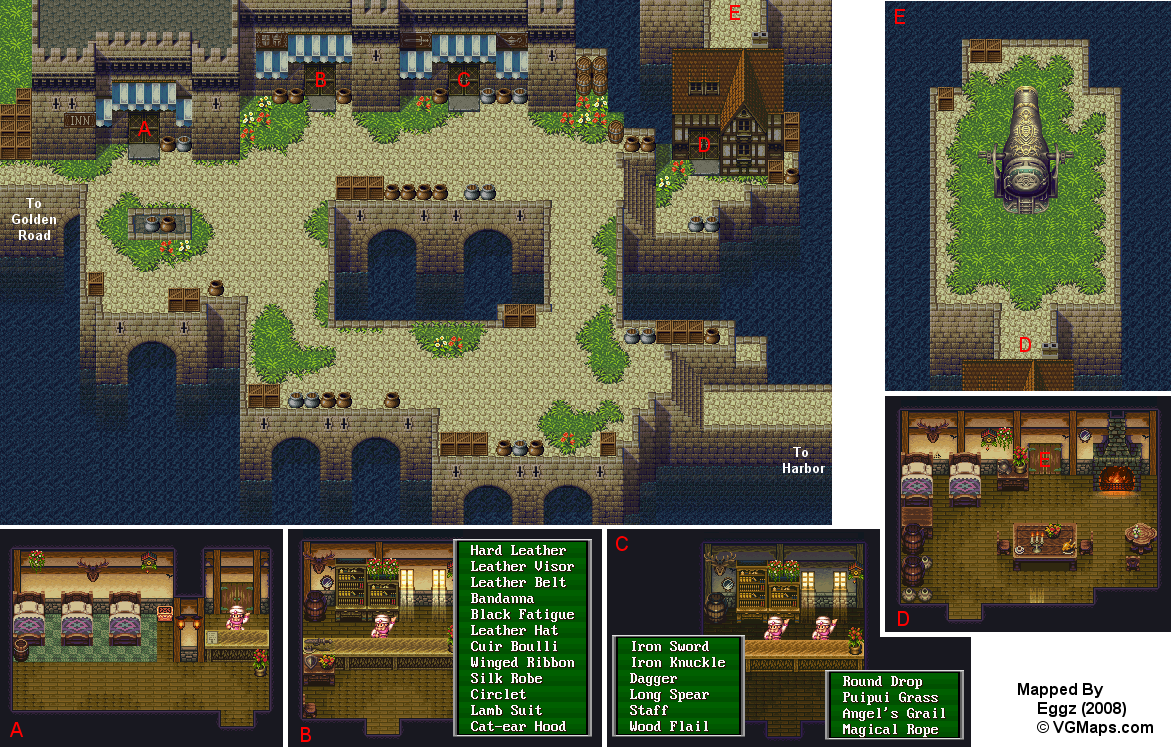 E
B
C
INN
A
D
To
Golden
Road
To
Harbor
E
D
E
D
A
B
Hard Leather
Leather Visor
Leather Belt
Bandanna
Black Fatigue
Leather Hat
Cuir Boulli
Winged Ribbon
Silk Robe
Circlet
Lamb Suit
Cat-ear Hood
C
Iron Sword
Iron Knuckle
Dagger
Long Spear
Staff
Wood Flail
Round Drop
Puipui Grass
Angel's Grail
Magical Rope
Mapped By
Eggz (2008)
© VGMaps.com